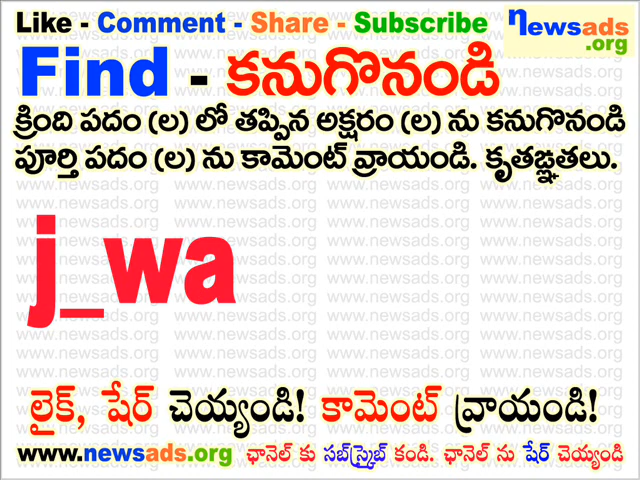 Like - Comment - Share - Subscribe
newsads
.org
Find - కనుగొనండి
క్రింది పదం (ల) లో తప్పిన అక్షరం (ల) ను కనుగొనండి
పూర్తి పదం (ల) ను కామెంట్ వ్రాయండి. కృతఙ్ఞతలు.
j_wa
లైక్, షేర్ చెయ్యండి! కామెంట్ వ్రాయండి!
www.newsads.org ఛానెల్ కు సబ్‌స్క్రైబ్ కండి. ఛానెల్ ను షేర్ చెయ్యండి